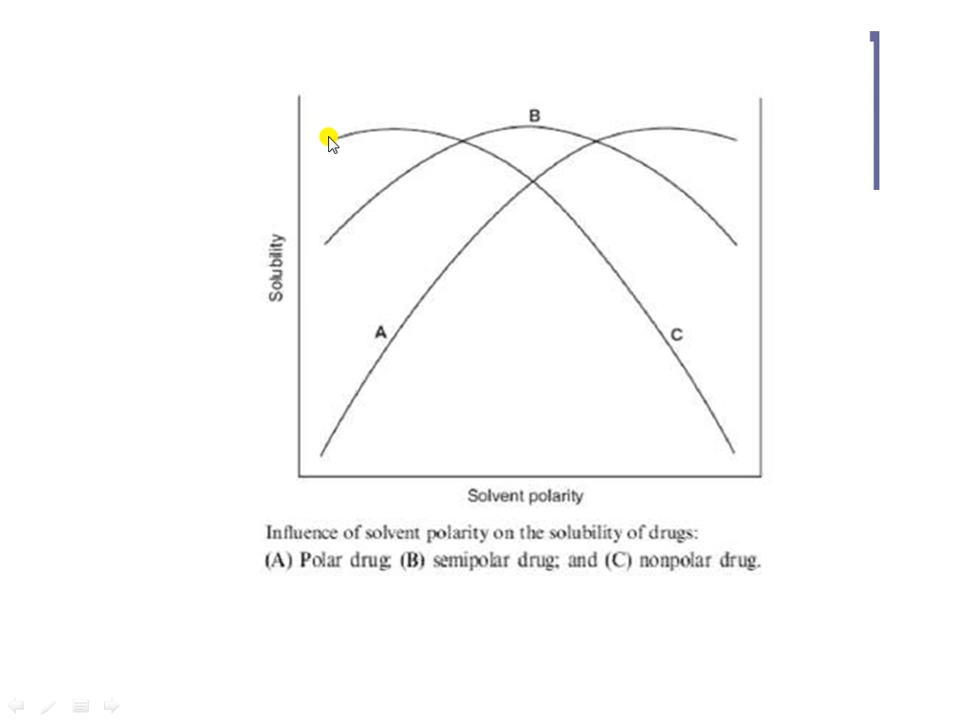 B
Solubility
A
C
Solvent polarity
Influence of solvent polarity on the solubility of drugs:
(A) Polar drug; (B) semipolar drug; and (C) nonpolar drug.